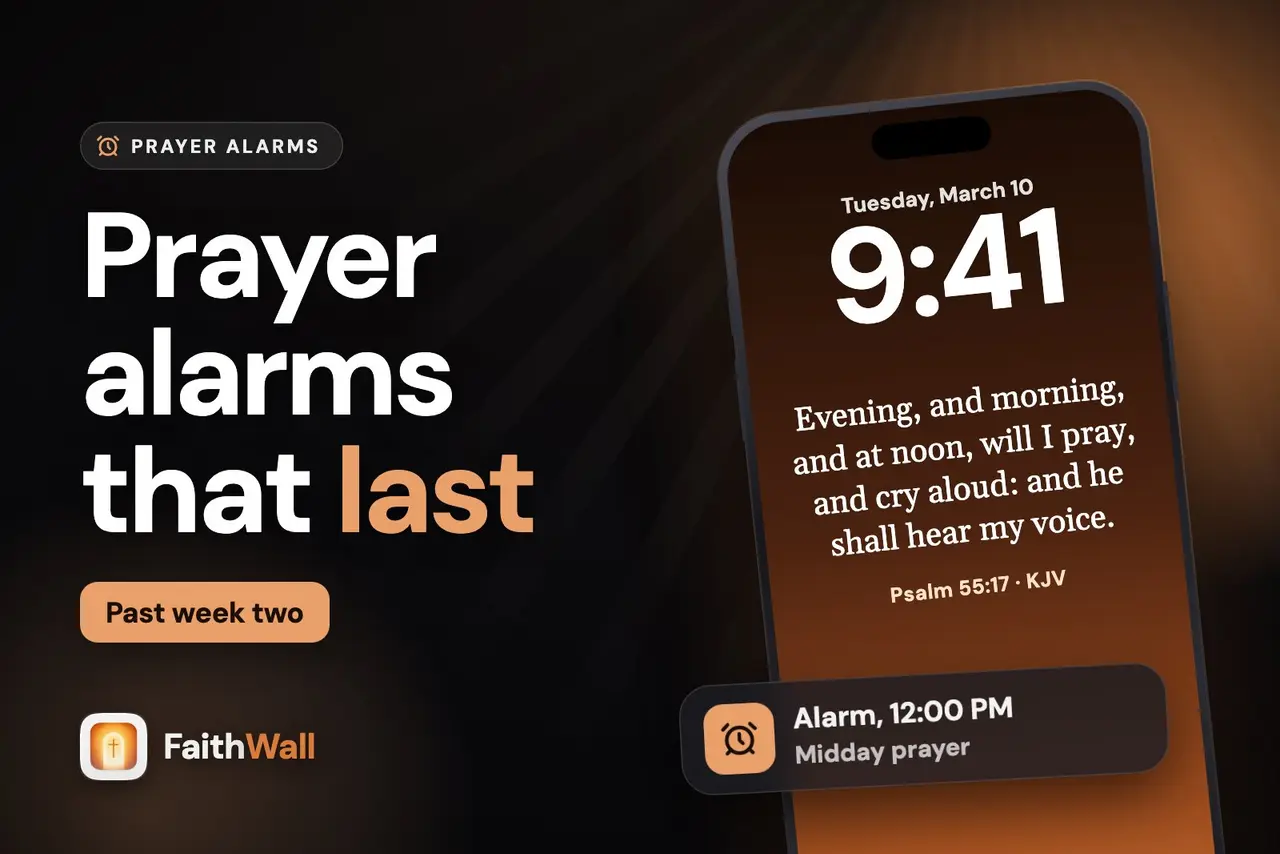 PRAYER ALARMS
Prayer
alarms
that last
Past week two
FaithWall
Tuesday, March 10
9:41
Evening, and morning,
and at noon, will I pray,
and cry aloud: and he
shall hear my voice.
Psalm 55:17 · KJV
Alarm, 12:00 PM
Midday prayer